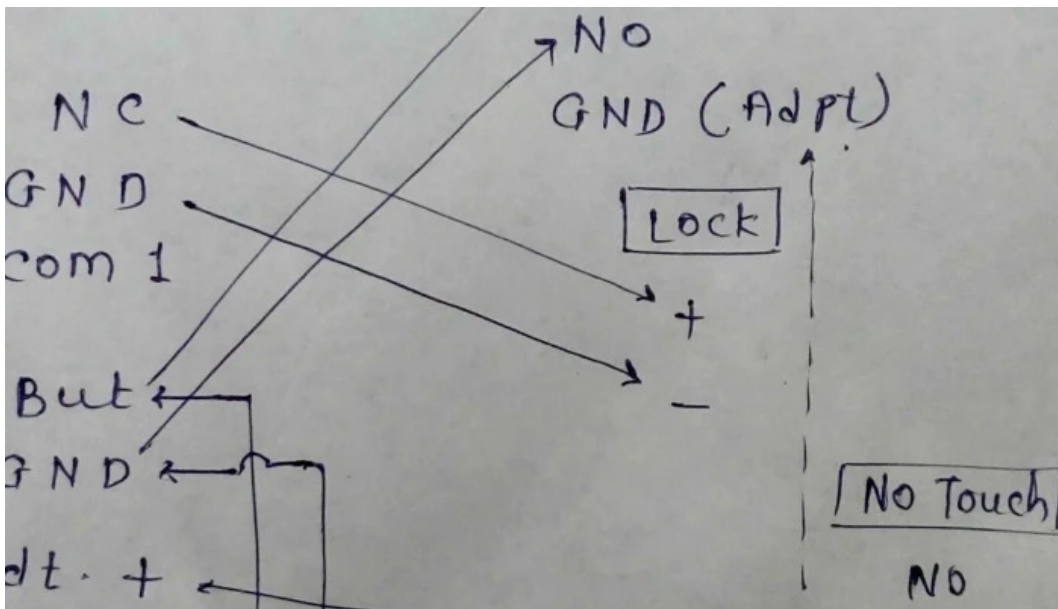 NO
GND (Adpt)
NC
GND
com 1
Lock
+
-
But
GND
dt. +
No Touch
NO